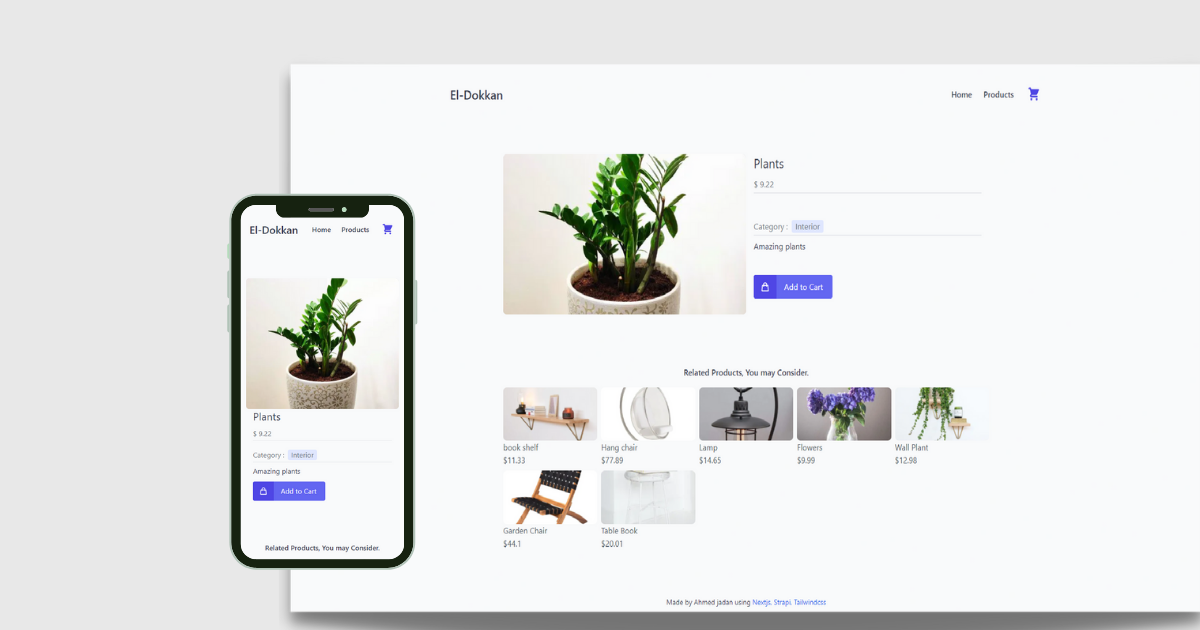 El-Dokkan Home Products
Plants
$ 9.22
Category : Interior
Amazing plants
Add to Cart
Related Products, You may Consider.
book shelf Hang chair Lamp Flowers Wall Plant
$11.33 $77.89 $14.65 $9.99 $12.98
Garden Chair Table Book
$44.1 $20.01
Made by Ahmed jadan using Nextjs, Strapi, Tailwindcss
El-Dokkan Home Products
Plants
$ 9.22
Category : Interior
Amazing plants
Add to Cart
Related Products, You may Consider.